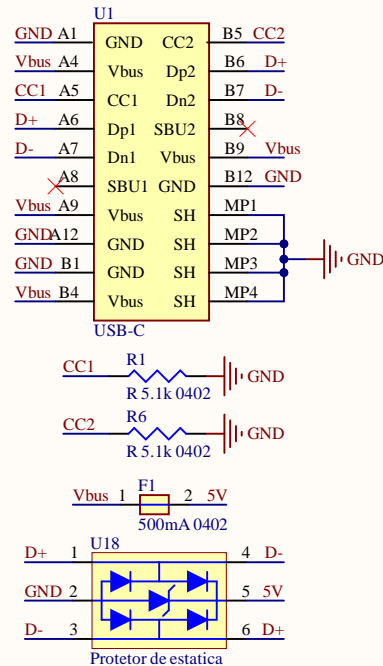 U1
GND A1 GND CC2 B5 CC2
Vbus A4 Vbus Dp2 B6 D+
CC1 A5 CC1 Dn2 B7 D-
D+ A6 Dp1 SBU2 B8
D- A7 Dn1 Vbus B9 Vbus
A8 SBU1 GND B12 GND
Vbus A9 Vbus SH MP1
GND A12 GND SH MP2
GND B1 GND SH MP3
Vbus B4 Vbus SH MP4
GND
USB-C
R1
CC1 GND
R 5.1k 0402
R6
CC2 GND
R 5.1k 0402
F1
Vbus 1 2 5V
500mA 0402
U18
D+ 1 4 D-
GND 2 5 5V
D- 3 6 D+
Protetor de estatica